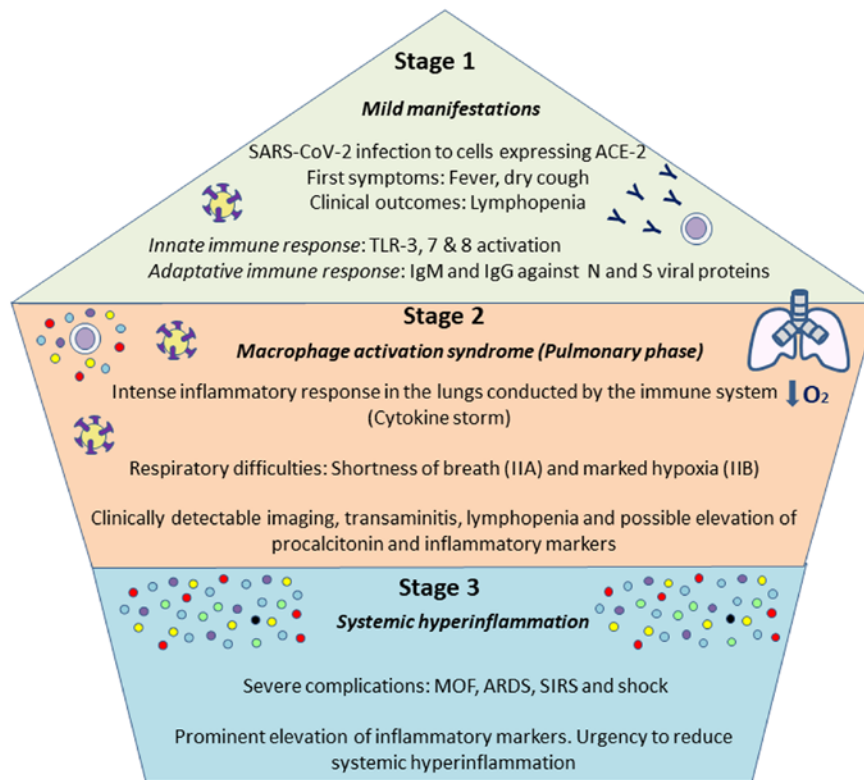 Stage 1
Mild manifestations
SARS-CoV-2 infection to cells expressing ACE-2
First symptoms: Fever, dry cough
Clinical outcomes: Lymphopenia
Innate immune response: TLR-3, 7 & 8 activation
Adaptative immune response: IgM and IgG against N and S viral proteins
Stage 2
Macrophage activation syndrome (Pulmonary phase)
Intense inflammatory response in the lungs conducted by the immune system
(Cytokine storm)
O₂
Respiratory difficulties: Shortness of breath (IIA) and marked hypoxia (IIB)
Clinically detectable imaging, transaminitis, lymphopenia and possible elevation of
procalcitonin and inflammatory markers
Stage 3
Systemic hyperinflammation
Severe complications: MOF, ARDS, SIRS and shock
Prominent elevation of inflammatory markers. Urgency to reduce
systemic hyperinflammation